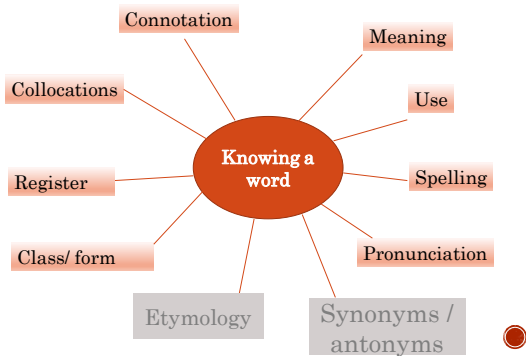 Connotation
Meaning
Collocations
Use
Knowing a
word
Register
Spelling
Class/ form
Pronunciation
Etymology
Synonyms /
antonyms